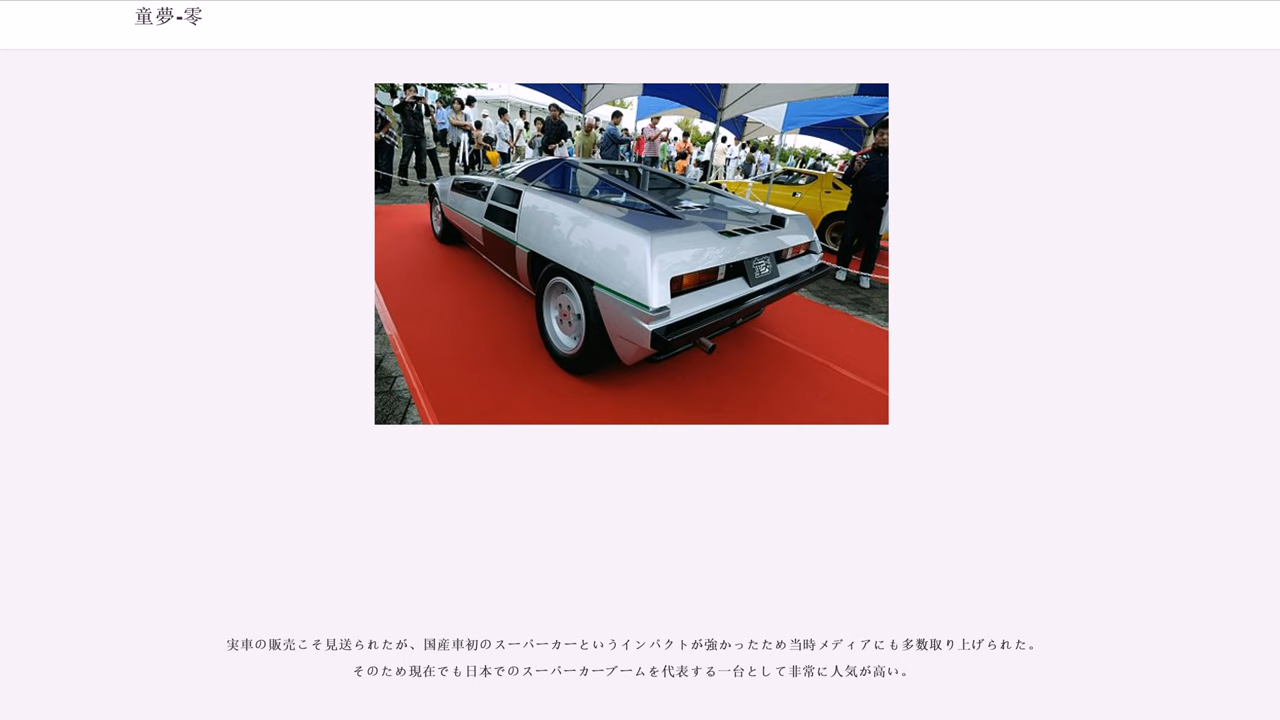 童夢-零
実車の販売こそ見送られたが、国産車初のスーパーカーというインパクトが強かったため当時メディアにも多数取り上げられた。
そのため現在でも日本でのスーパーカーブームを代表する一台として非常に人気が高い。